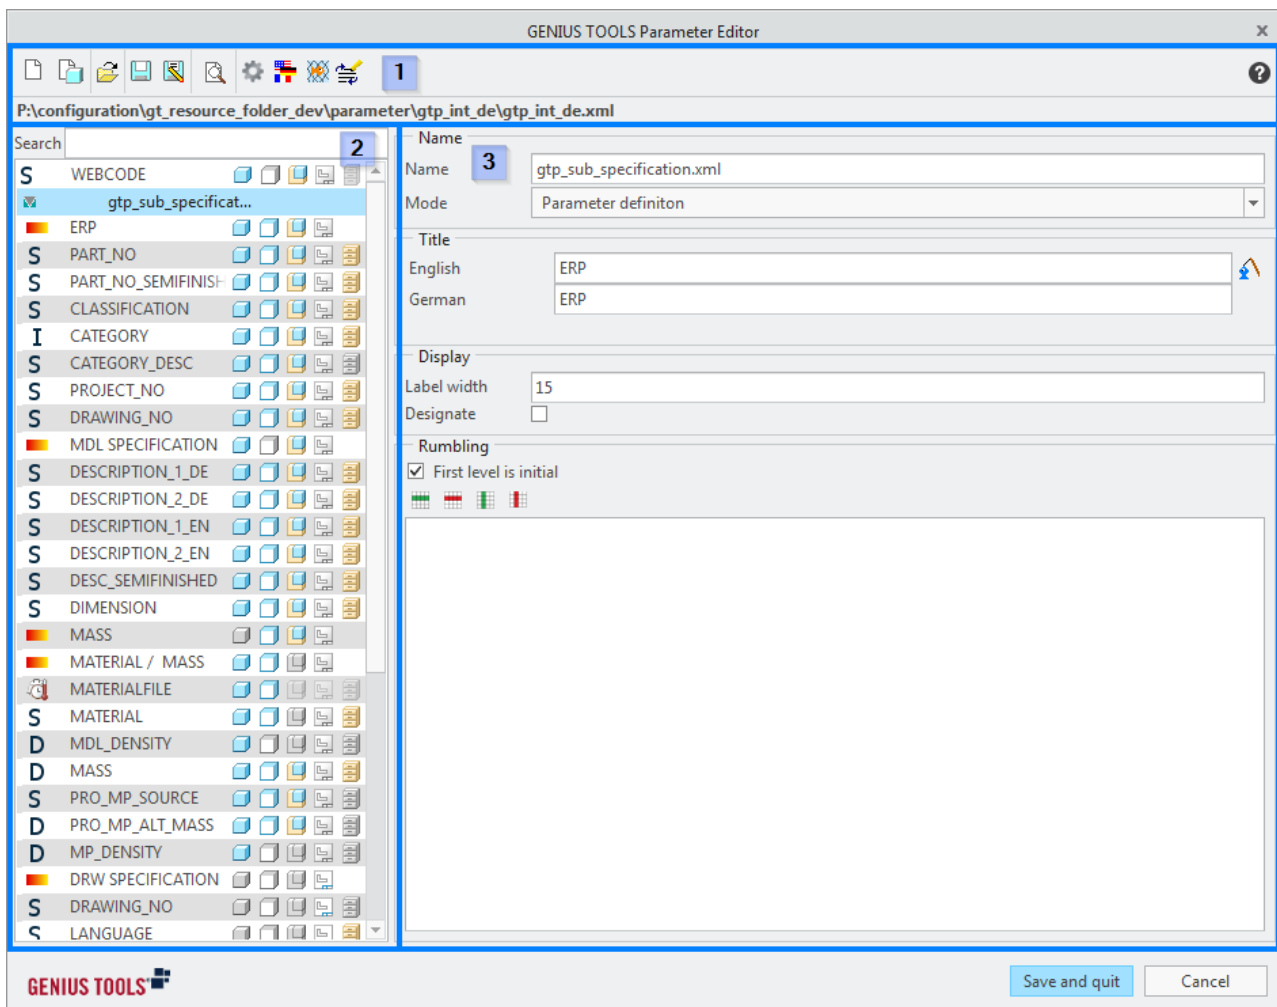 GENIUS TOOLS Parameter Editor
1
P:\configuration\gt_resource_folder_dev\parameter\gtp_int_de\gtp_int_de.xml
Search
2
S WEBCODE
gtp_sub_specificat...
ERP
S PART_NO
S PART_NO_SEMIFINISH
S CLASSIFICATION
I CATEGORY
S CATEGORY_DESC
S PROJECT_NO
S DRAWING_NO
MDL SPECIFICATION
S DESCRIPTION_1_DE
S DESCRIPTION_2_DE
S DESCRIPTION_1_EN
S DESCRIPTION_2_EN
S DESC_SEMIFINISHED
S DIMENSION
MASS
MATERIAL / MASS
MATERIALFILE
S MATERIAL
D MDL_DENSITY
D MASS
S PRO_MP_SOURCE
D PRO_MP_ALT_MASS
D MP_DENSITY
DRW SPECIFICATION
S DRAWING_NO
S LANGUAGE
Name
3
Name gtp_sub_specification.xml
Mode Parameter definiton
Title
English ERP
German ERP
Display
Label width 15
Designate
Rumbling
First level is initial
GENIUS TOOLS
Save and quit
Cancel